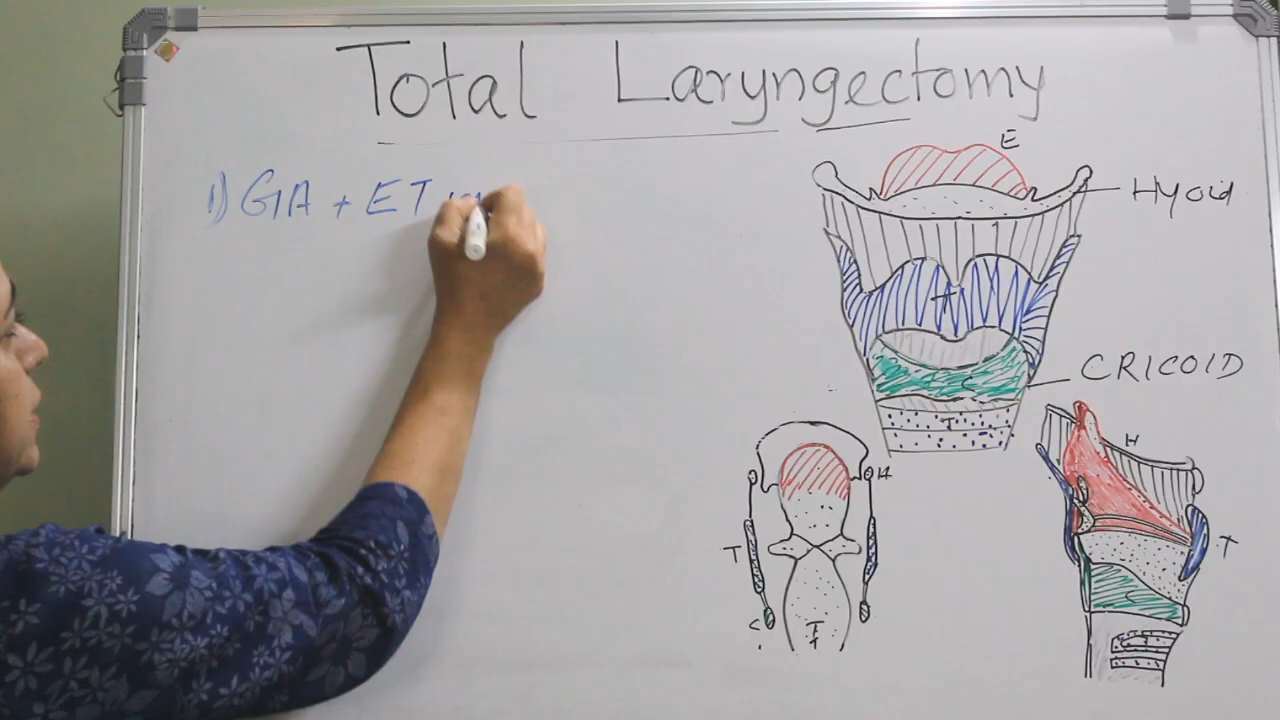 Total Laryngectomy
1) GA + ET
E
Hyoid
T
CRICOID
C
T
H
H
T
T
C
C
T
T